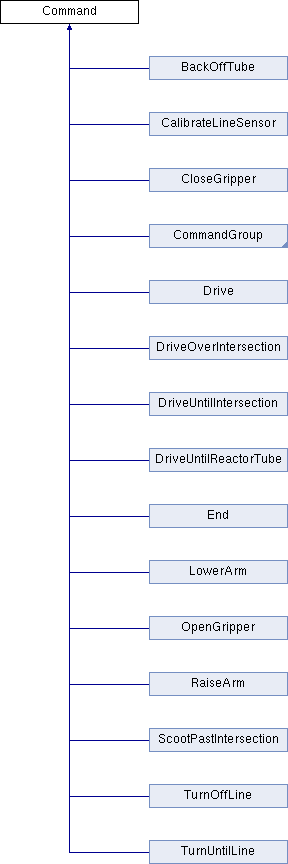 Command
BackOffTube
CalibrateLineSensor
CloseGripper
CommandGroup
Drive
DriveOverIntersection
DriveUntilIntersection
DriveUntilReactorTube
End
LowerArm
OpenGripper
RaiseArm
ScootPastIntersection
TurnOffLine
TurnUntilLine